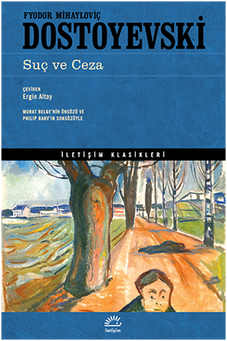 FYODOR MİHAYLOVİÇ
DOSTOYEVSKİ
Suç ve Ceza
ÇEVİREN
Ergin Altay
MURAT BELGE'NİN ÖNSÖZÜ VE
PHILIP RAHV'IN SONSÖZÜYLE
İLETİŞİM KLASİKLERİ
iletişim